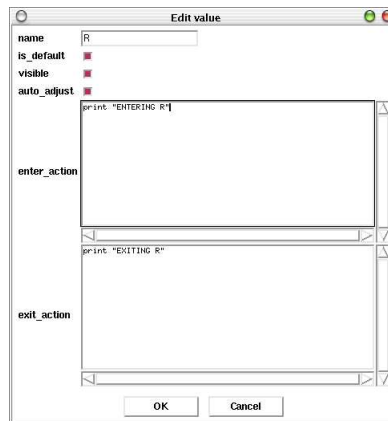 Edit value
name R
is_default
visible
auto_adjust
enter_action
print "ENTERING R"
exit_action
print "EXITING R"
OK Cancel